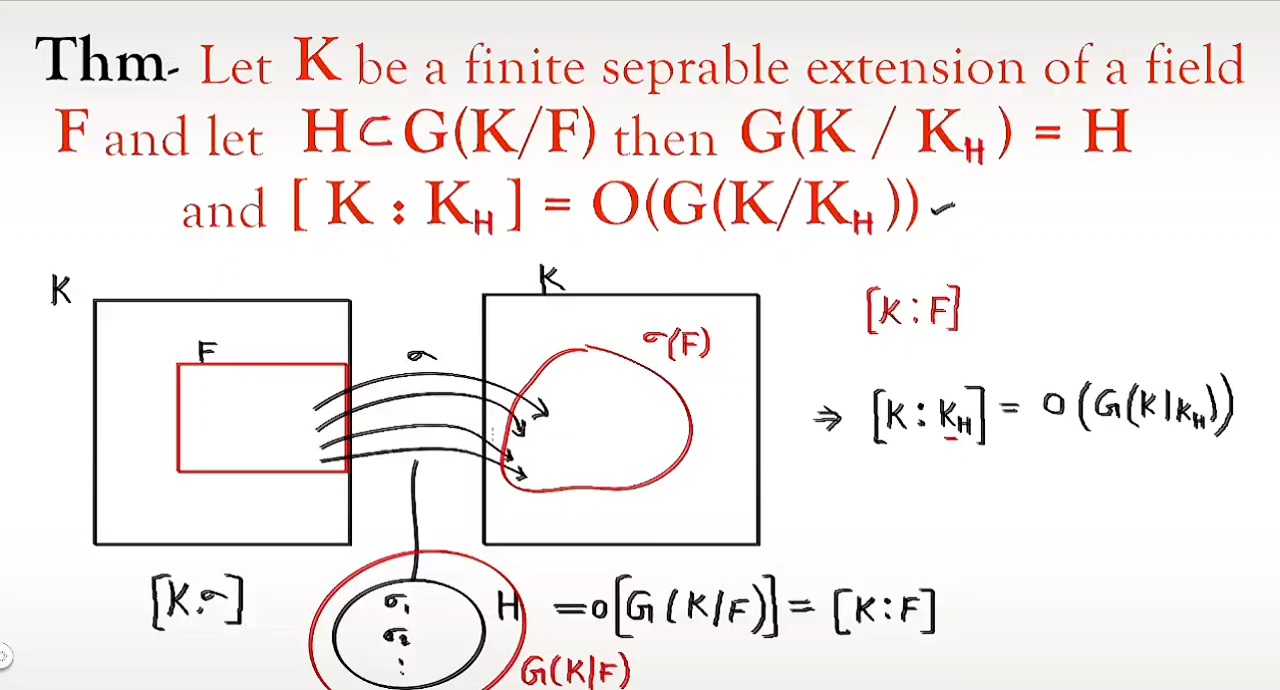 Thm- Let K be a finite seprable extension of a field
F and let H⊂G(K/F) then G(K / K_H) = H
and [ K : K_H ] = O(G(K/K_H)) ✓
K
K
[K:F]
F
σ
σ(F)
⇒ [K:K_H] = O(G(K|K_H))
[K:σ]
σ₁
H =o[G(K|F)] = [K:F]
σ₂
⋮
G(K|F)